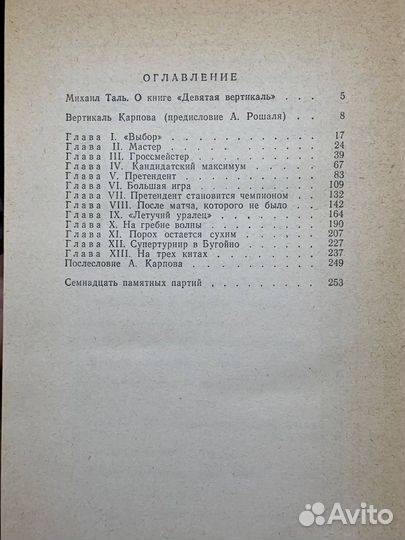 ОГЛАВЛЕНИЕ
Михаил Таль. О книге «Девятая вертикаль» . . . 5
Вертикаль Карпова (предисловие А. Рошаля) . . 8
Глава I. «Выбор» . . . . . . . . . 17
Глава II. Мастер . . . . . . . . . 24
Глава III. Гроссмейстер . . . . . . . 39
Глава IV. Кандидатский максимум . . . . . 67
Глава V. Претендент . . . . . . . . 83
Глава VI. Большая игра . . . . . . . 109
Глава VII. Претендент становится чемпионом . . 132
Глава VIII. После матча, которого не было . . . 142
Глава IX. «Летучий уралец» . . . . . . 164
Глава X. На гребне волны . . . . . . . 190
Глава XI. Порох остается сухим . . . . . 207
Глава XII. Супертурнир в Бугойно . . . . . 227
Глава XIII. На трех китах . . . . . . . 237
Послесловие А. Карпова . . . . . . . . 249
Семнадцать памятных партий . . . . . . . 253
Avito